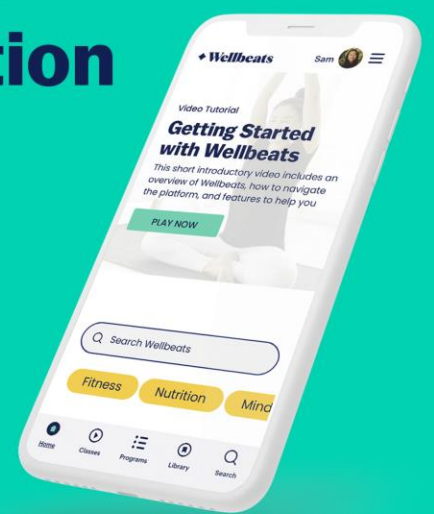 tion
Wellbeats Sam
Video Tutorial
Getting Started
with Wellbeats
This short introductory video includes an
overview of Wellbeats, how to navigate
the platform, and features to help you
PLAY NOW
Search Wellbeats
Fitness Nutrition Mind
Home Classes Programs Library Search